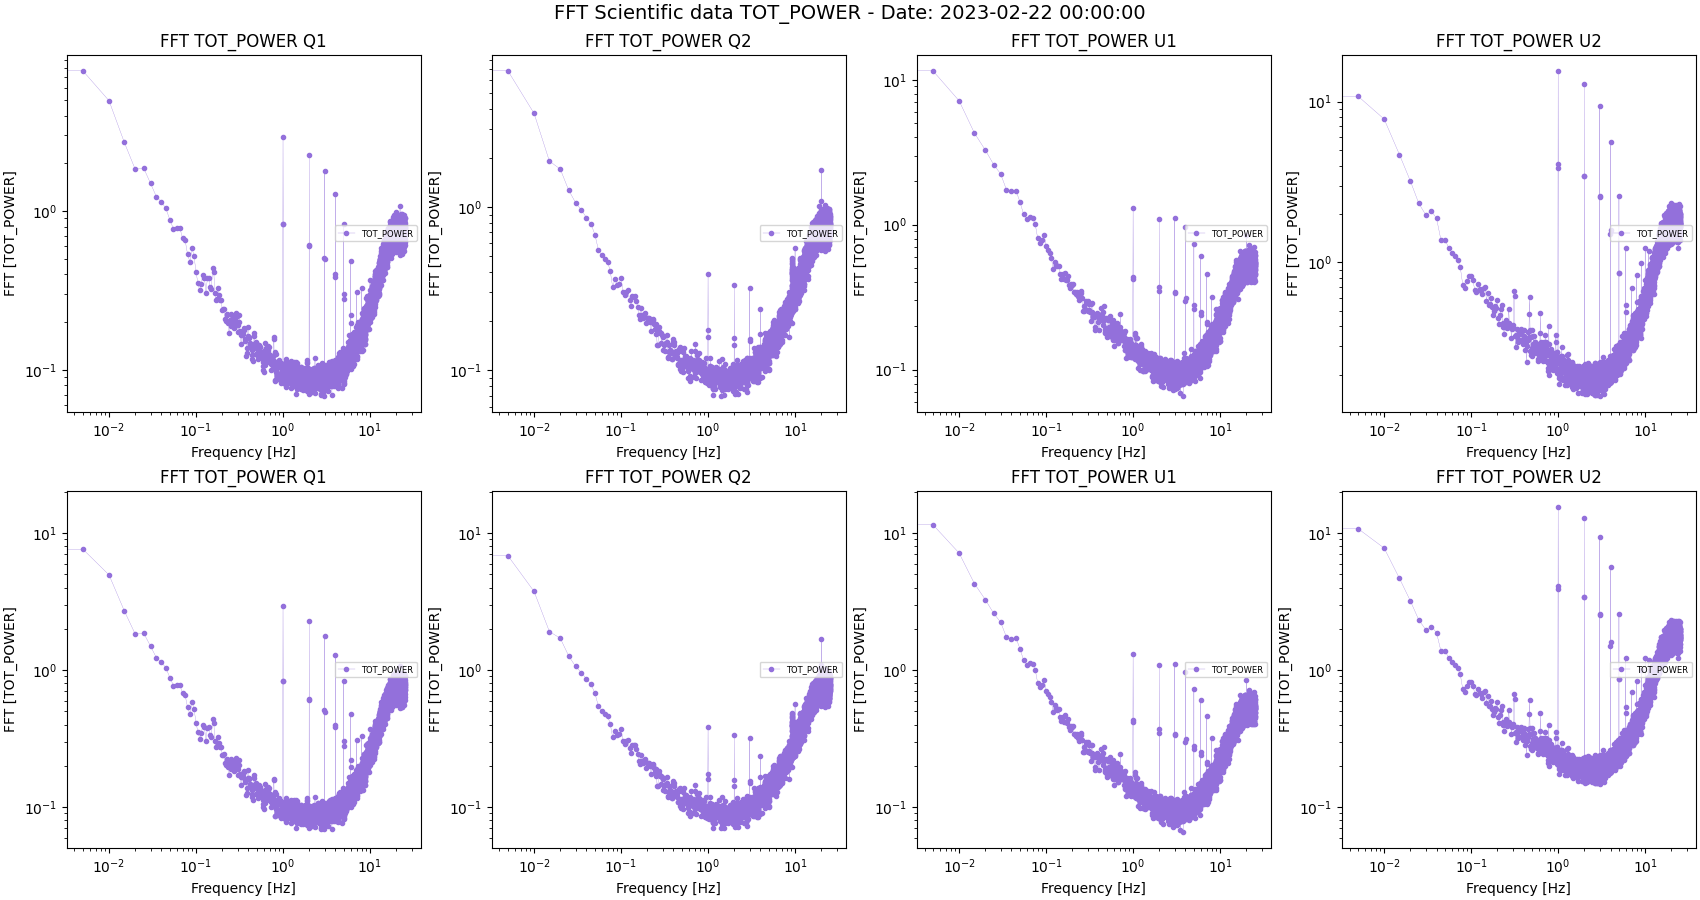 FFT Scientific data TOT_POWER - Date: 2023-02-22 00:00:00
FFT TOT_POWER Q1
FFT [TOT_POWER]
10⁰
10⁻¹
TOT_POWER
10⁻² 10⁻¹ 10⁰ 10¹
Frequency [Hz]
FFT TOT_POWER Q2
FFT [TOT_POWER]
10⁰
10⁻¹
TOT_POWER
10⁻² 10⁻¹ 10⁰ 10¹
Frequency [Hz]
FFT TOT_POWER U1
FFT [TOT_POWER]
10¹
10⁰
10⁻¹
TOT_POWER
10⁻² 10⁻¹ 10⁰ 10¹
Frequency [Hz]
FFT TOT_POWER U2
FFT [TOT_POWER]
10¹
10⁰
TOT_POWER
10⁻² 10⁻¹ 10⁰ 10¹
Frequency [Hz]
FFT TOT_POWER Q1
FFT [TOT_POWER]
10¹
10⁰
10⁻¹
TOT_POWER
10⁻² 10⁻¹ 10⁰ 10¹
Frequency [Hz]
FFT TOT_POWER Q2
FFT [TOT_POWER]
10¹
10⁰
10⁻¹
TOT_POWER
10⁻² 10⁻¹ 10⁰ 10¹
Frequency [Hz]
FFT TOT_POWER U1
FFT [TOT_POWER]
10¹
10⁰
10⁻¹
TOT_POWER
10⁻² 10⁻¹ 10⁰ 10¹
Frequency [Hz]
FFT TOT_POWER U2
FFT [TOT_POWER]
10¹
10⁰
10⁻¹
TOT_POWER
10⁻² 10⁻¹ 10⁰ 10¹
Frequency [Hz]